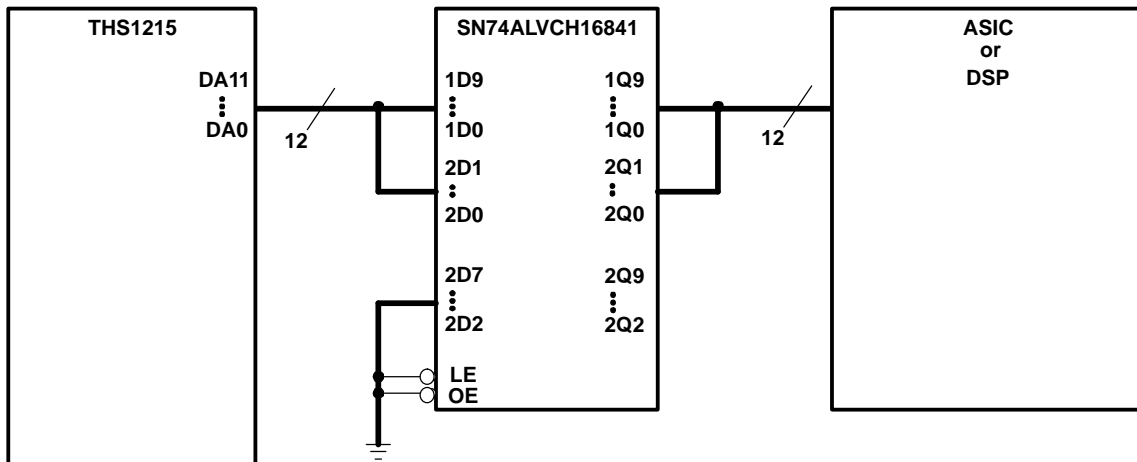 THS1215
DA11
DA0
12
SN74ALVCH16841
1D9
1D0
2D1
2D0
2D7
2D2
LE
OE
1Q9
1Q0
2Q1
2Q0
2Q9
2Q2
12
ASIC
or
DSP